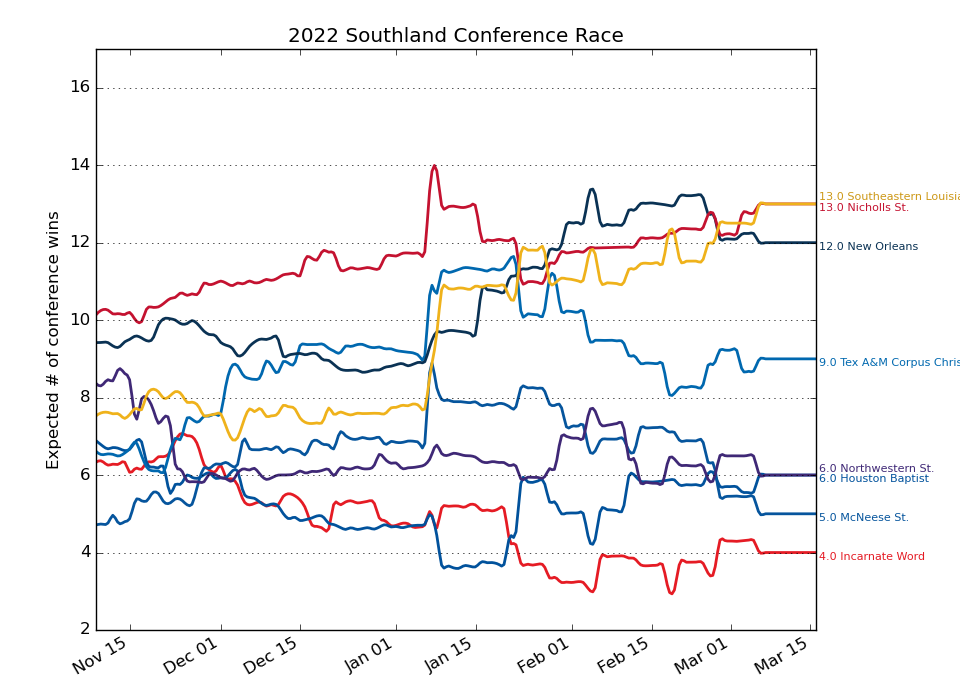 2022 Southland Conference Race
Expected # of conference wins
16
14
12
10
8
6
4
2
13.0 Southeastern Louisia
13.0 Nicholls St.
12.0 New Orleans
9.0 Tex A&M Corpus Chris
6.0 Northwestern St.
6.0 Houston Baptist
5.0 McNeese St.
4.0 Incarnate Word
Nov 15
Dec 01
Dec 15
Jan 01
Jan 15
Feb 01
Feb 15
Mar 01
Mar 15